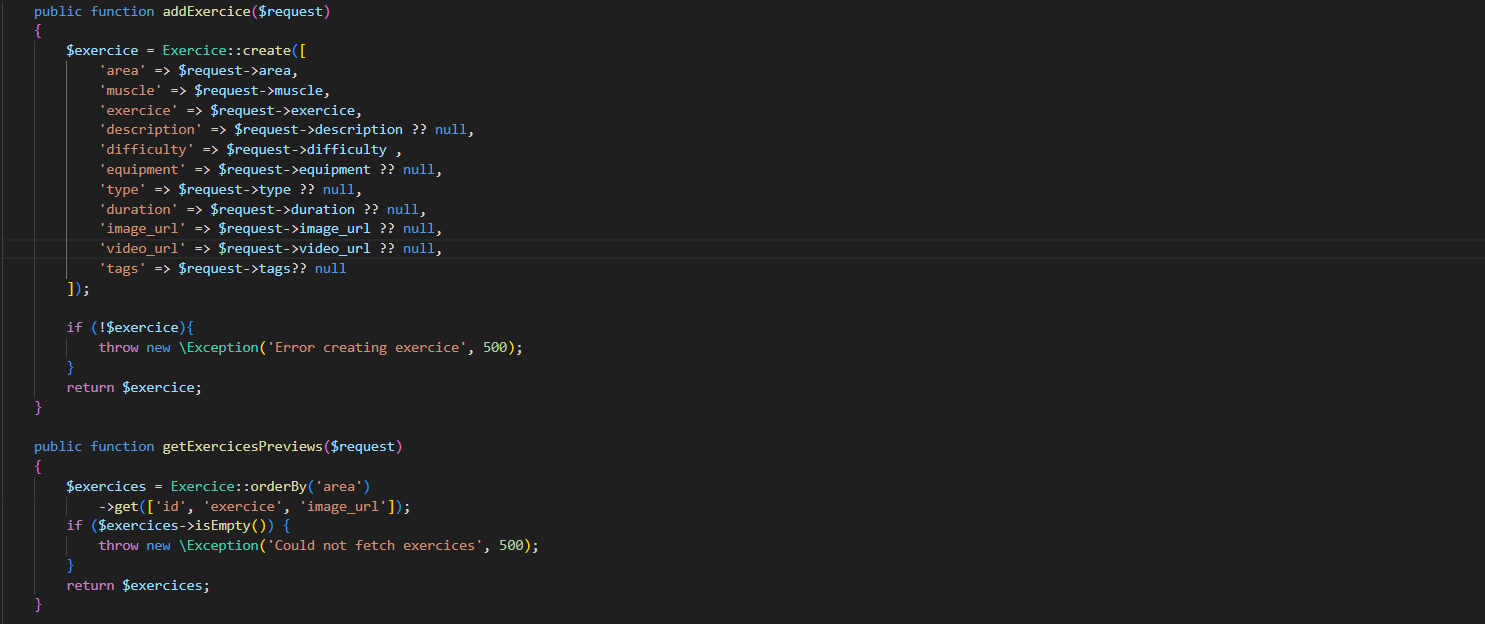 public function addExercice($request)
{
$exercice = Exercice::create([
'area' => $request->area,
'muscle' => $request->muscle,
'exercice' => $request->exercice,
'description' => $request->description ?? null,
'difficulty' => $request->difficulty ,
'equipment' => $request->equipment ?? null,
'type' => $request->type ?? null,
'duration' => $request->duration ?? null,
'image_url' => $request->image_url ?? null,
'video_url' => $request->video_url ?? null,
'tags' => $request->tags?? null
]);
if (!$exercice){
throw new \Exception('Error creating exercice', 500);
}
return $exercice;
}
public function getExercicesPreviews($request)
{
$exercices = Exercice::orderBy('area')
->get(['id', 'exercice', 'image_url']);
if ($exercices->isEmpty()) {
throw new \Exception('Could not fetch exercices', 500);
}
return $exercices;
}